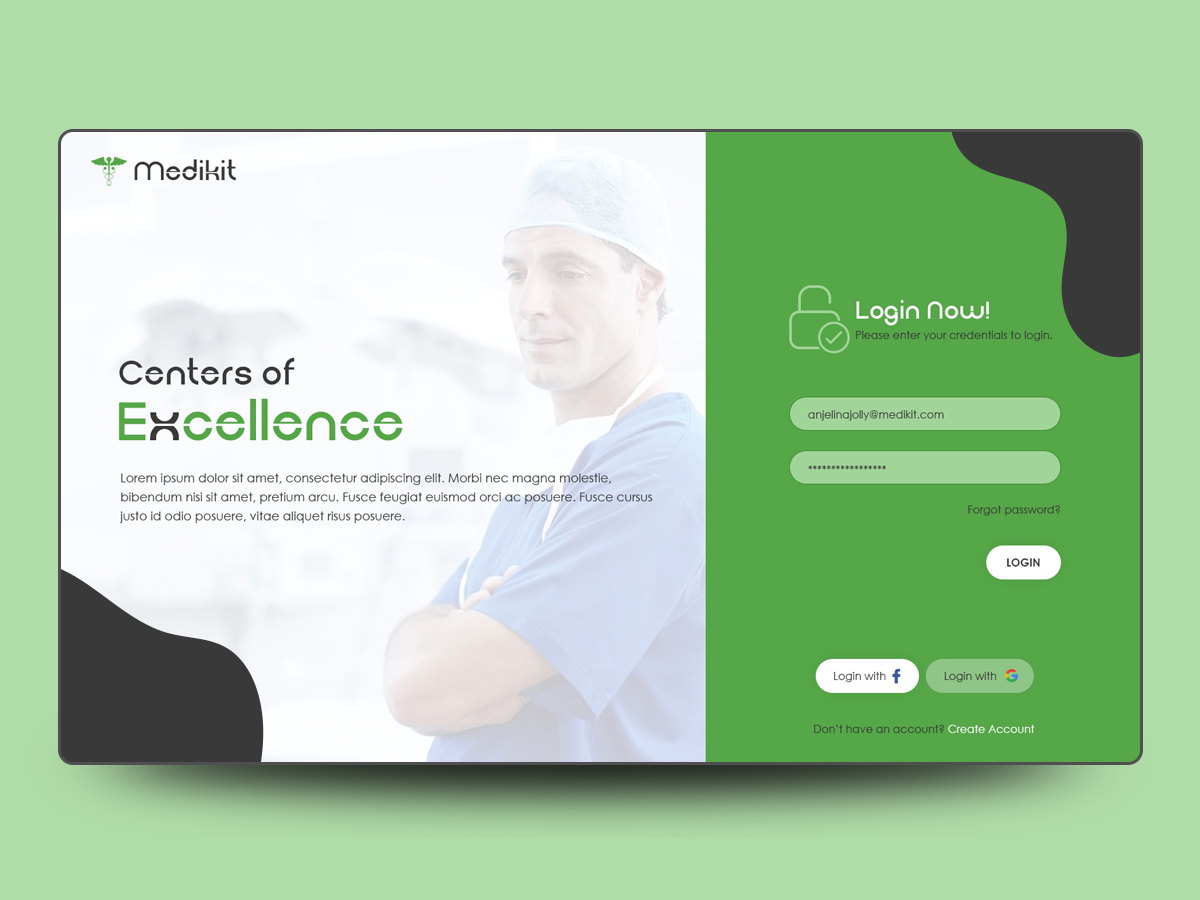 Medikit
Centers of
Excellence
Lorem ipsum dolor sit amet, consectetur adipiscing elit. Morbi nec magna molestie,
bibendum nisi sit amet, pretium arcu. Fusce feugiat euismod orci ac posuere. Fusce cursus
justo id odio posuere, vitae aliquet risus posuere.
Login Now!
Please enter your credentials to login.
anjelinajolly@medikit.com
*****************
Forgot password?
LOGIN
Login with f
Login with G
Don't have an account? Create Account